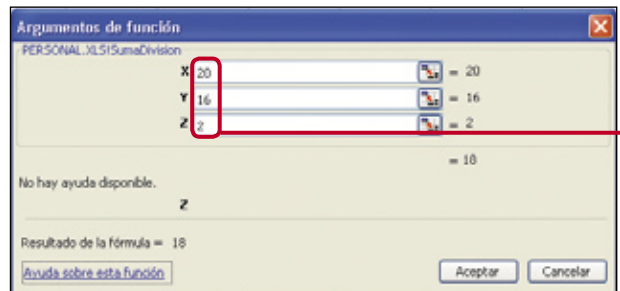 Argumentos de función
PERSONAL.XLS!SumaDivision
X 20 = 20
Y 16 = 16
Z 2 = 2
= 18
No hay ayuda disponible.
Z
Resultado de la fórmula = 18
Ayuda sobre esta función Aceptar Cancelar